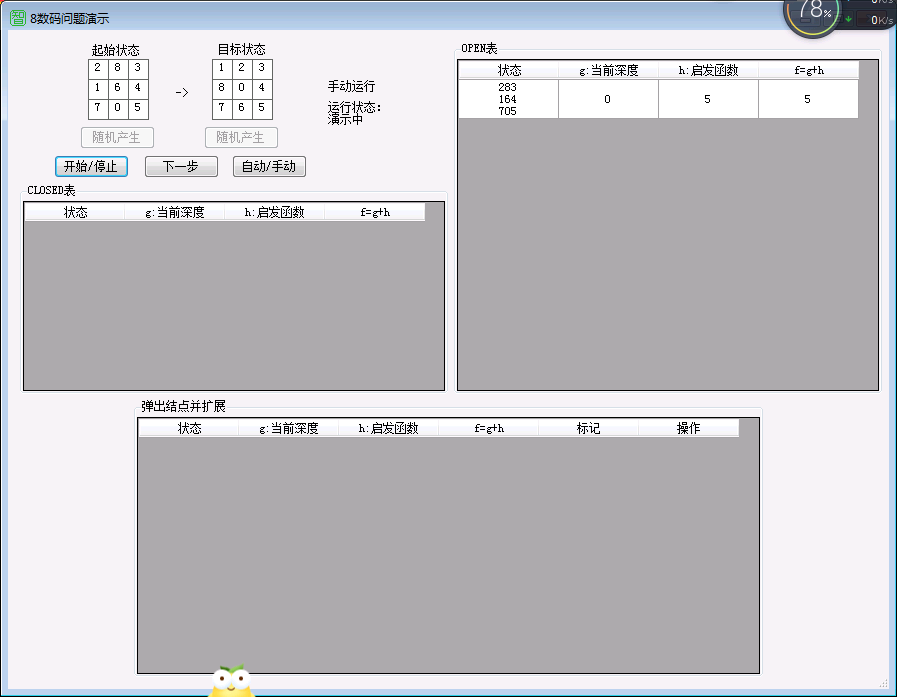 智 8数码问题演示
78%
0K/s
起始状态
目标状态
2 8 3
1 6 4
7 0 5
->
1 2 3
8 0 4
7 6 5
手动运行
运行状态:
演示中
随机产生
随机产生
开始/停止
下一步
自动/手动
OPEN表
状态 g:当前深度 h:启发函数 f=g+h
283
164
705
0 5 5
CLOSED表
状态 g:当前深度 h:启发函数 f=g+h
弹出结点并扩展
状态 g:当前深度 h:启发函数 f=g+h 标记 操作